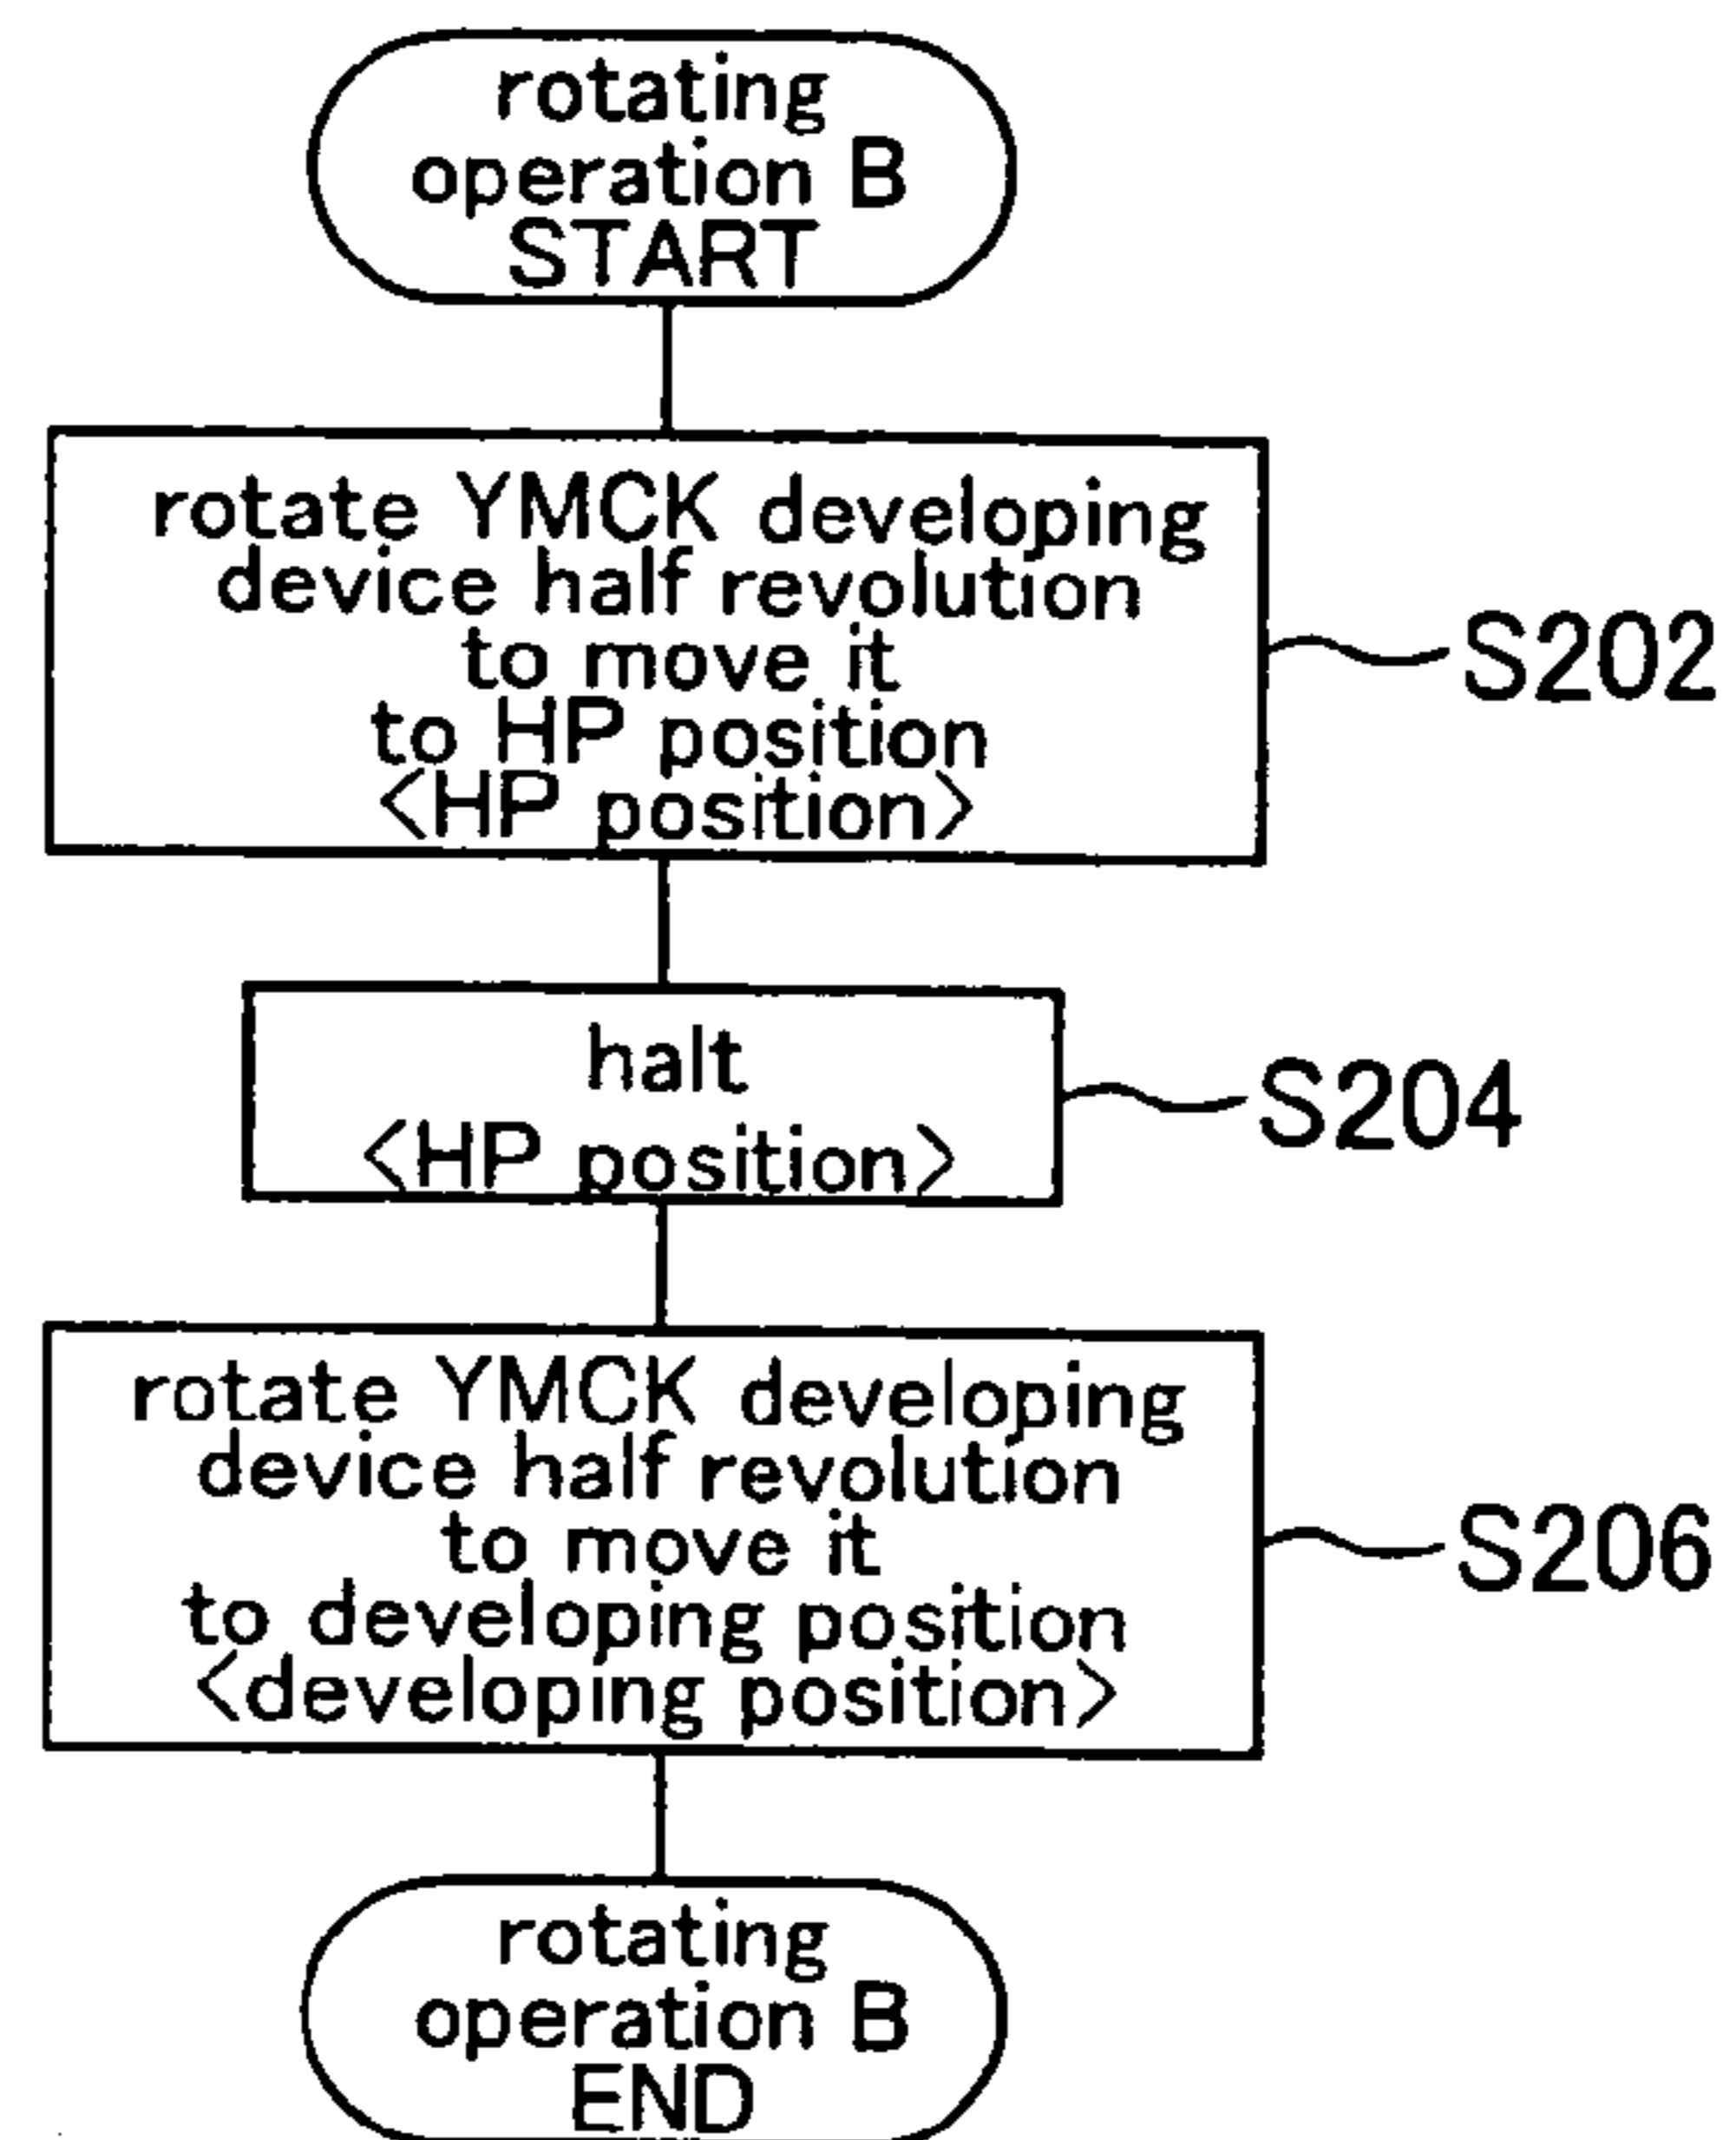 rotating
operation B
START
rotate YMCK developing
device half revolution
to move it
to HP position
<HP position>
S202
halt
<HP position>
S204
rotate YMCK developing
device half revolution
to move it
to developing position
<developing position>
S206
rotating
operation B
END